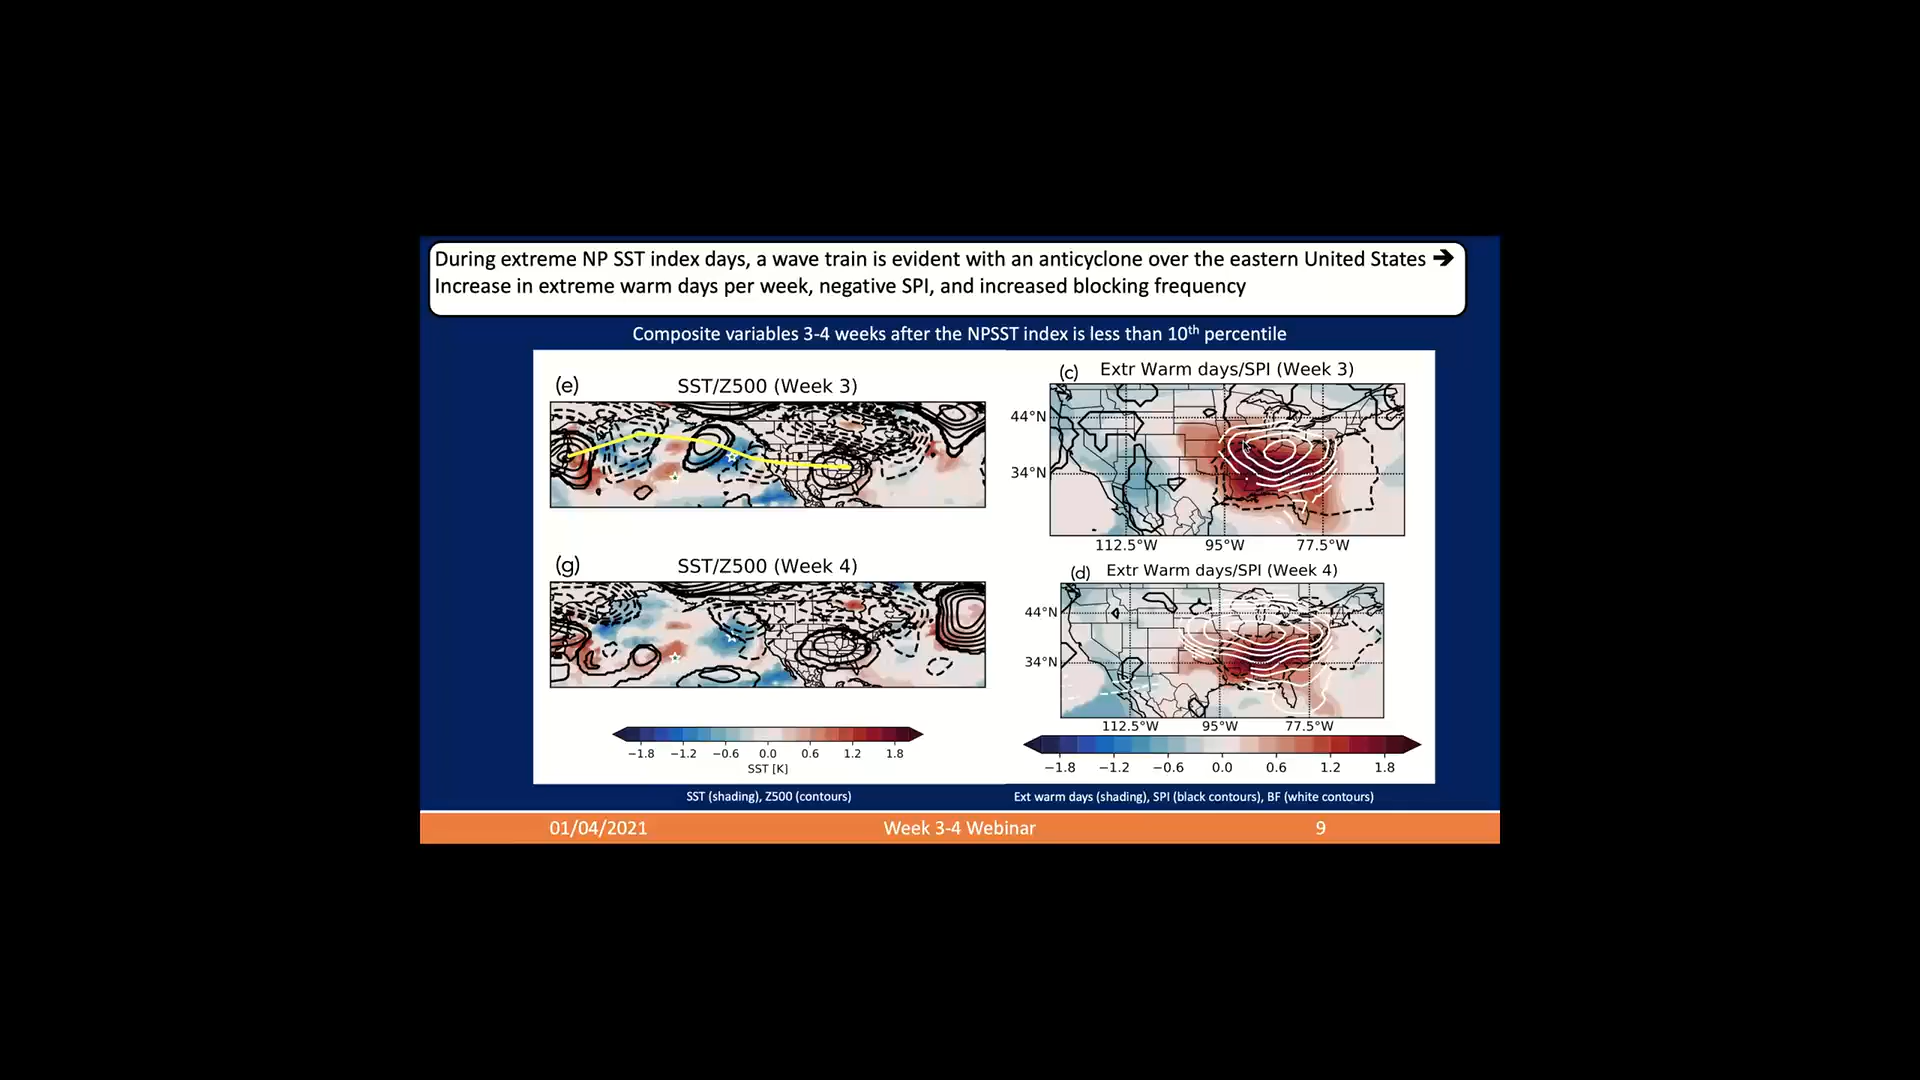 During extreme NP SST index days, a wave train is evident with an anticyclone over the eastern United States ➔
Increase in extreme warm days per week, negative SPI, and increased blocking frequency
Composite variables 3-4 weeks after the NPSST index is less than 10th percentile
(e) SST/Z500 (Week 3)
(c) Extr Warm days/SPI (Week 3)
44°N
34°N
112.5°W 95°W 77.5°W
(g) SST/Z500 (Week 4)
(d) Extr Warm days/SPI (Week 4)
44°N
34°N
112.5°W 95°W 77.5°W
−1.8 −1.2 −0.6 0.0 0.6 1.2 1.8
SST [K]
−1.8 −1.2 −0.6 0.0 0.6 1.2 1.8
SST (shading), Z500 (contours)
Ext warm days (shading), SPI (black contours), BF (white contours)
01/04/2021 Week 3-4 Webinar 9